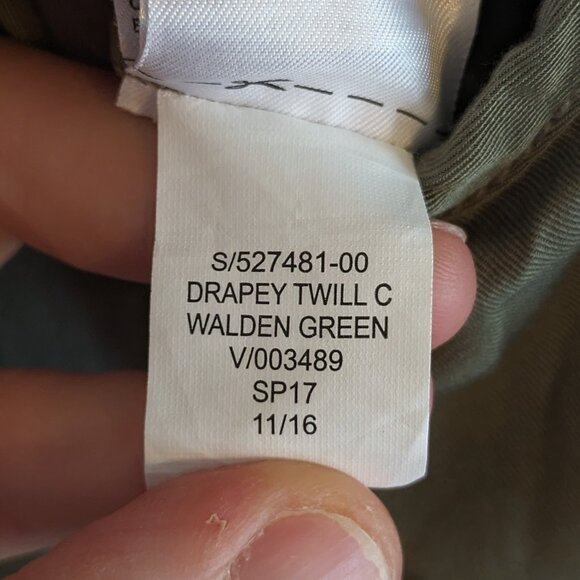 S/527481-00
DRAPEY TWILL C
WALDEN GREEN
V/003489
SP17
11/16